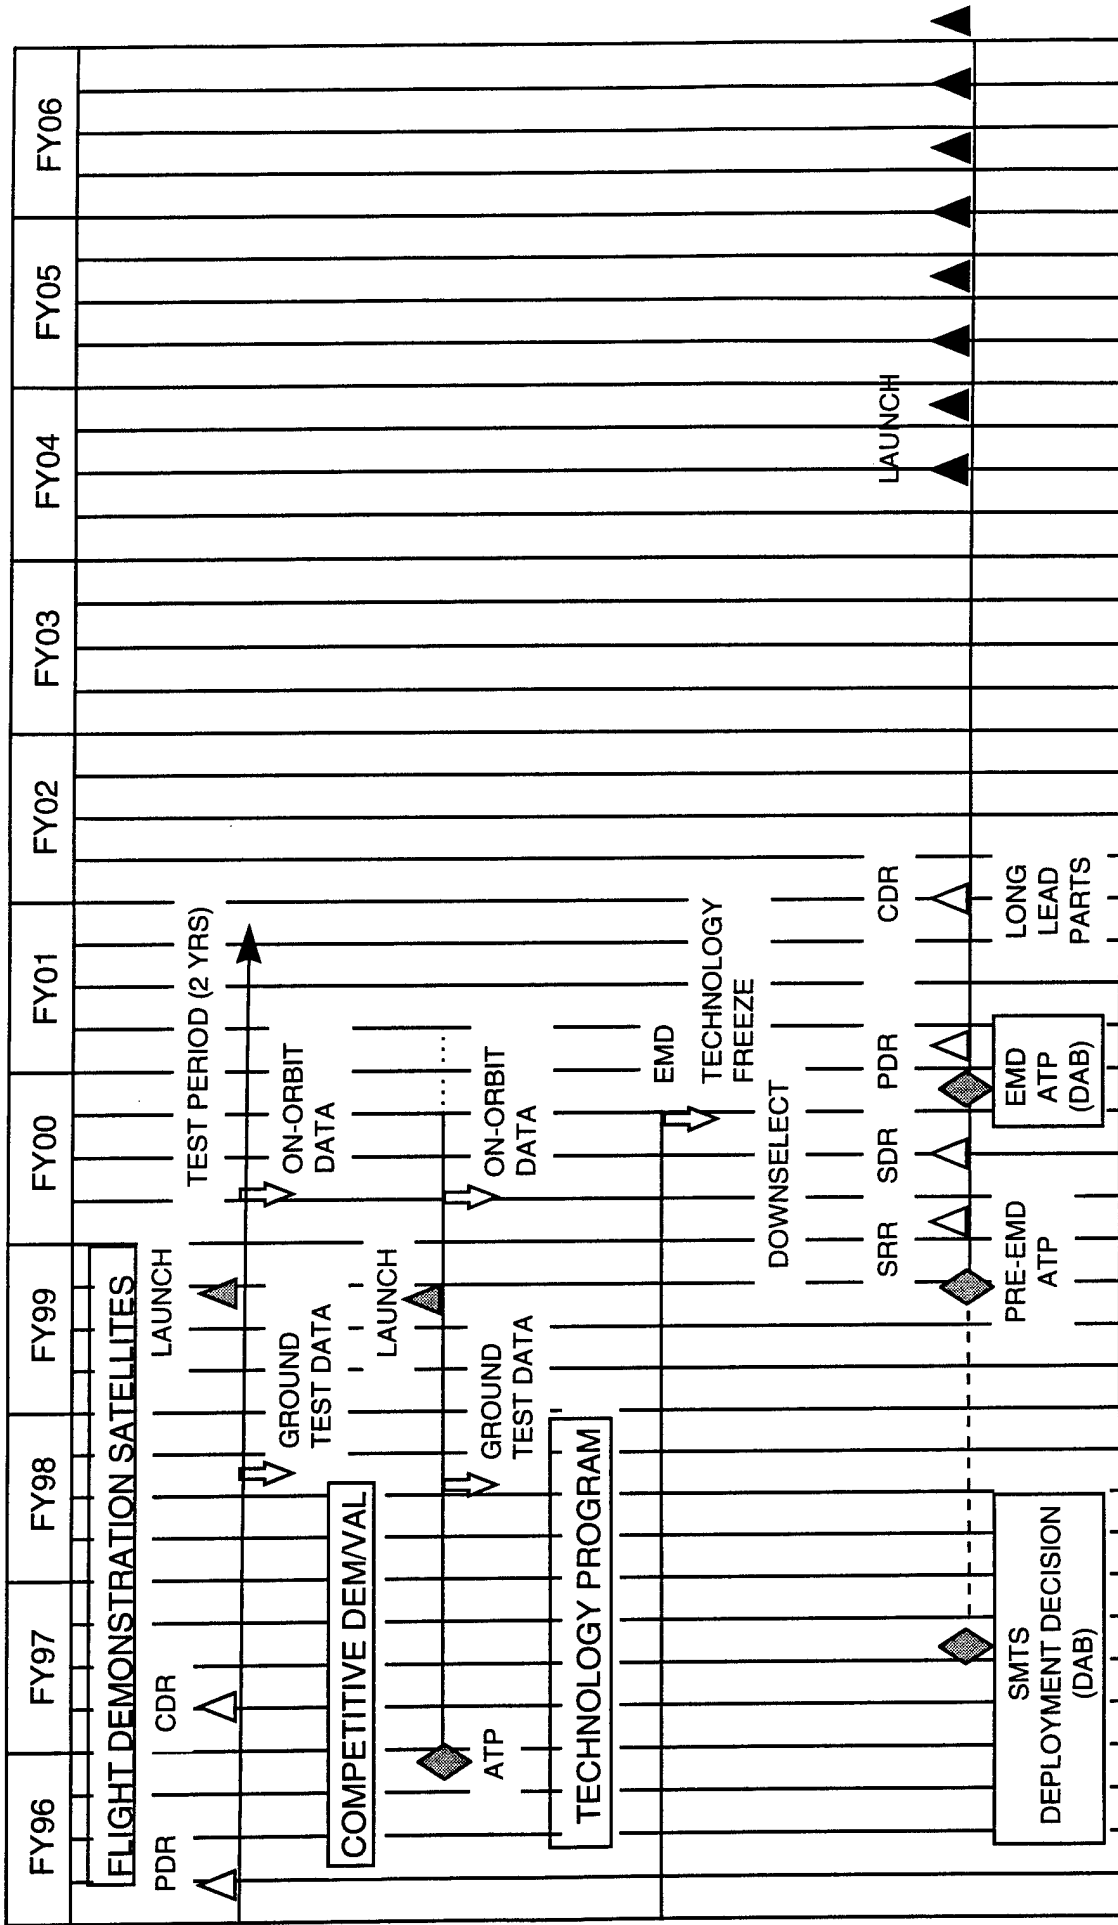 FY96
FY97
FY98
FY99
FY00
FY01
FY02
FY03
FY04
FY05
FY06
FLIGHT DEMONSTRATION SATELLITES
PDR
CDR
LAUNCH
TEST PERIOD (2 YRS)
GROUND
TEST DATA
ON-ORBIT
DATA
COMPETITIVE DEM/VAL
LAUNCH
ATP
GROUND
TEST DATA
ON-ORBIT
DATA
TECHNOLOGY PROGRAM
EMD
TECHNOLOGY
FREEZE
DOWNSELECT
SRR
SDR
PDR
CDR
LAUNCH
SMTS
DEPLOYMENT DECISION
(DAB)
PRE-EMD
ATP
EMD
ATP
(DAB)
LONG
LEAD
PARTS